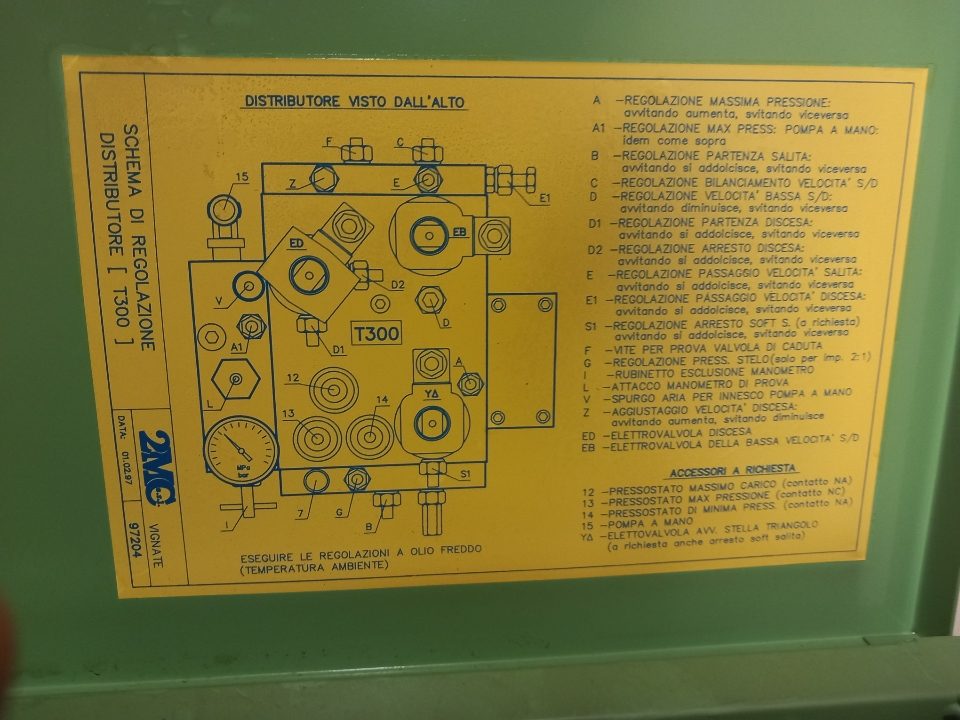 SCHEMA DI REGOLAZIONE
DISTRIBUTORE [ T300 ]
DATA: 01.02.97
2MC s.r.l.
VIGNATE
97204
DISTRIBUTORE VISTO DALL'ALTO
F
C
15
Z
E
E1
ED
EB
V
D2
D
A1
D1
T300
L
12
A
13
14
YΔ
MPa
bar
S1
I
7
G
B
ESEGUIRE LE REGOLAZIONI A OLIO FREDDO
(TEMPERATURA AMBIENTE)
A –REGOLAZIONE MASSIMA PRESSIONE:
avvitando aumenta, svitando viceversa
A1 –REGOLAZIONE MAX PRESS: POMPA A MANO:
idem come sopra
B –REGOLAZIONE PARTENZA SALITA:
avvitando si addolcisce, svitando viceversa
C –REGOLAZIONE BILANCIAMENTO VELOCITA' S/D
D –REGOLAZIONE VELOCITA' BASSA S/D:
avvitando diminuisce, svitando viceversa
D1 –REGOLAZIONE PARTENZA DISCESA:
avvitando si addolcisce, svitando viceversa
D2 –REGOLAZIONE ARRESTO DISCESA:
avvitando si addolcisce, svitando viceversa
E –REGOLAZIONE PASSAGGIO VELOCITA' SALITA:
avvitando si addolcisce, svitando viceversa
E1 –REGOLAZIONE PASSAGGIO VELOCITA' DISCESA:
avvitando si addolcisce, svitando viceversa
S1 –REGOLAZIONE ARRESTO SOFT S. (a richiesta)
avvitando si addolcisce, svitando viceversa
F –VITE PER PROVA VALVOLA DI CADUTA
G –REGOLAZIONE PRESS. STELO(solo per imp. 2:1)
I –RUBINETTO ESCLUSIONE MANOMETRO
L –ATTACCO MANOMETRO DI PROVA
V –SPURGO ARIA PER INNESCO POMPA A MANO
Z –AGGIUSTAGGIO VELOCITA' DISCESA:
avvitando aumenta, svitando diminuisce
ED –ELETTROVALVOLA DISCESA
EB –ELETTROVALVOLA DELLA BASSA VELOCITA' S/D
ACCESSORI A RICHIESTA
12 –PRESSOSTATO MASSIMO CARICO (contatto NA)
13 –PRESSOSTATO MAX PRESSIONE (contatto NC)
14 –PRESSOSTATO DI MINIMA PRESS. (contatto NA)
15 –POMPA A MANO
YΔ –ELETTOVALVOLA AVV. STELLA TRIANGOLO
(a richiesta anche arresto soft salita)